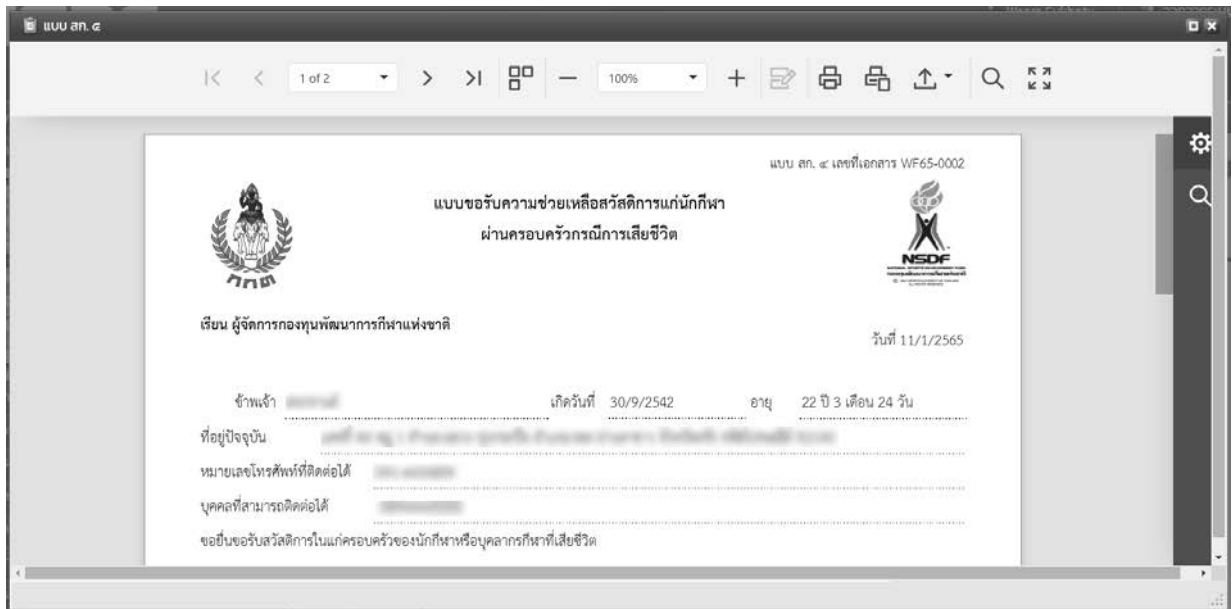 แบบ สก. ๔
1 of 2
100%
แบบ สก. ๔ เลขที่เอกสาร WF65-0002
แบบขอรับความช่วยเหลือสวัสดิการแก่นักกีฬา
ผ่านครอบครัวกรณีการเสียชีวิต
กกท
NSDF
เรียน ผู้จัดการกองทุนพัฒนาการกีฬาแห่งชาติ
วันที่ 11/1/2565
ข้าพเจ้า เกิดวันที่ 30/9/2542 อายุ 22 ปี 3 เดือน 24 วัน
ที่อยู่ปัจจุบัน
หมายเลขโทรศัพท์ที่ติดต่อได้
บุคคลที่สามารถติดต่อได้
ขอยื่นขอรับสวัสดิการในแก่ครอบครัวของนักกีฬาหรือบุคลากรกีฬาที่เสียชีวิต